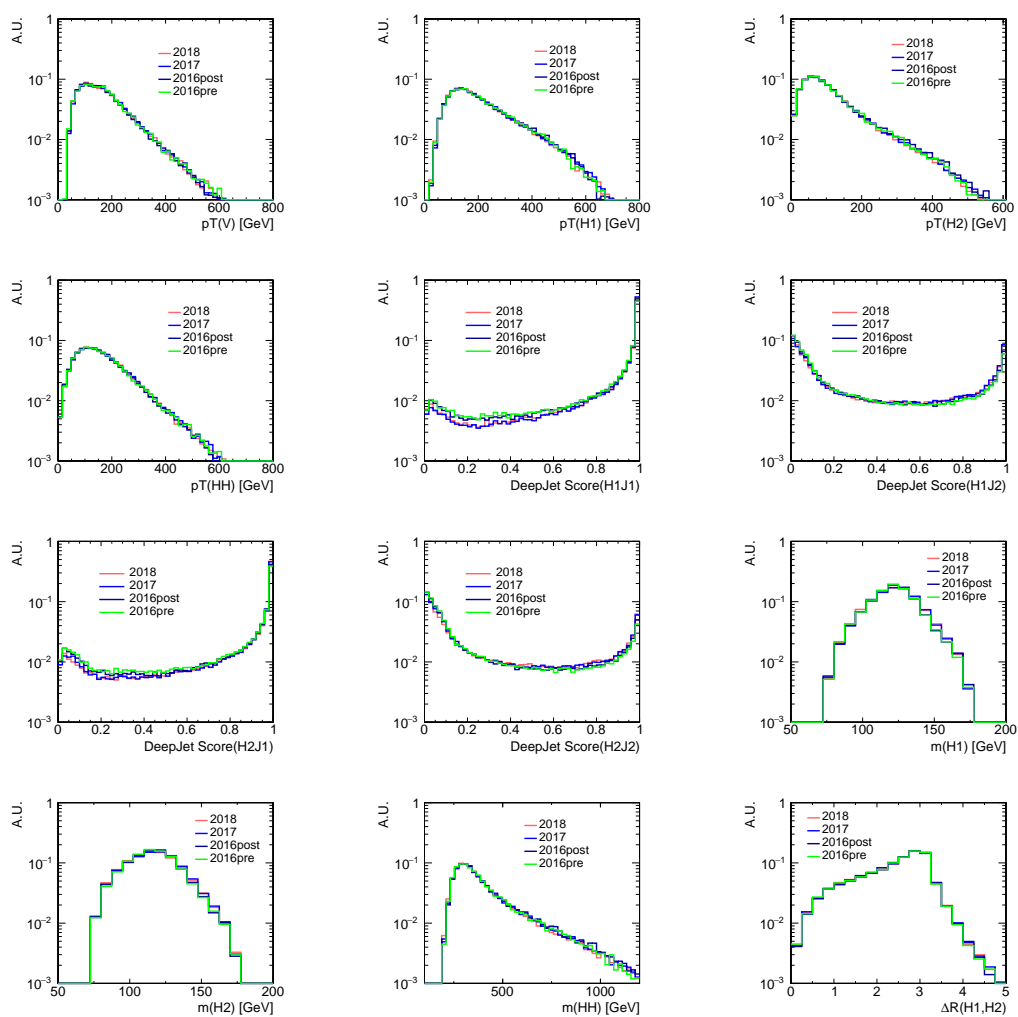 A.U.
1
10⁻¹
10⁻²
10⁻³
2018
2017
2016post
2016pre
0 200 400 600 800
pT(V) [GeV]
A.U.
1
10⁻¹
10⁻²
10⁻³
2018
2017
2016post
2016pre
0 200 400 600 800
pT(H1) [GeV]
A.U.
1
10⁻¹
10⁻²
10⁻³
2018
2017
2016post
2016pre
0 200 400 600
pT(H2) [GeV]
A.U.
1
10⁻¹
10⁻²
10⁻³
2018
2017
2016post
2016pre
0 200 400 600 800
pT(HH) [GeV]
A.U.
1
10⁻¹
10⁻²
10⁻³
2018
2017
2016post
2016pre
0 0.2 0.4 0.6 0.8 1
DeepJet Score(H1J1)
A.U.
1
10⁻¹
10⁻²
10⁻³
2018
2017
2016post
2016pre
0 0.2 0.4 0.6 0.8 1
DeepJet Score(H1J2)
A.U.
1
10⁻¹
10⁻²
10⁻³
2018
2017
2016post
2016pre
0 0.2 0.4 0.6 0.8 1
DeepJet Score(H2J1)
A.U.
1
10⁻¹
10⁻²
10⁻³
2018
2017
2016post
2016pre
0 0.2 0.4 0.6 0.8 1
DeepJet Score(H2J2)
A.U.
1
10⁻¹
10⁻²
10⁻³
2018
2017
2016post
2016pre
50 100 150 200
m(H1) [GeV]
A.U.
1
10⁻¹
10⁻²
10⁻³
2018
2017
2016post
2016pre
50 100 150 200
m(H2) [GeV]
A.U.
1
10⁻¹
10⁻²
10⁻³
2018
2017
2016post
2016pre
500 1000
m(HH) [GeV]
A.U.
1
10⁻¹
10⁻²
10⁻³
2018
2017
2016post
2016pre
0 1 2 3 4 5
ΔR(H1,H2)